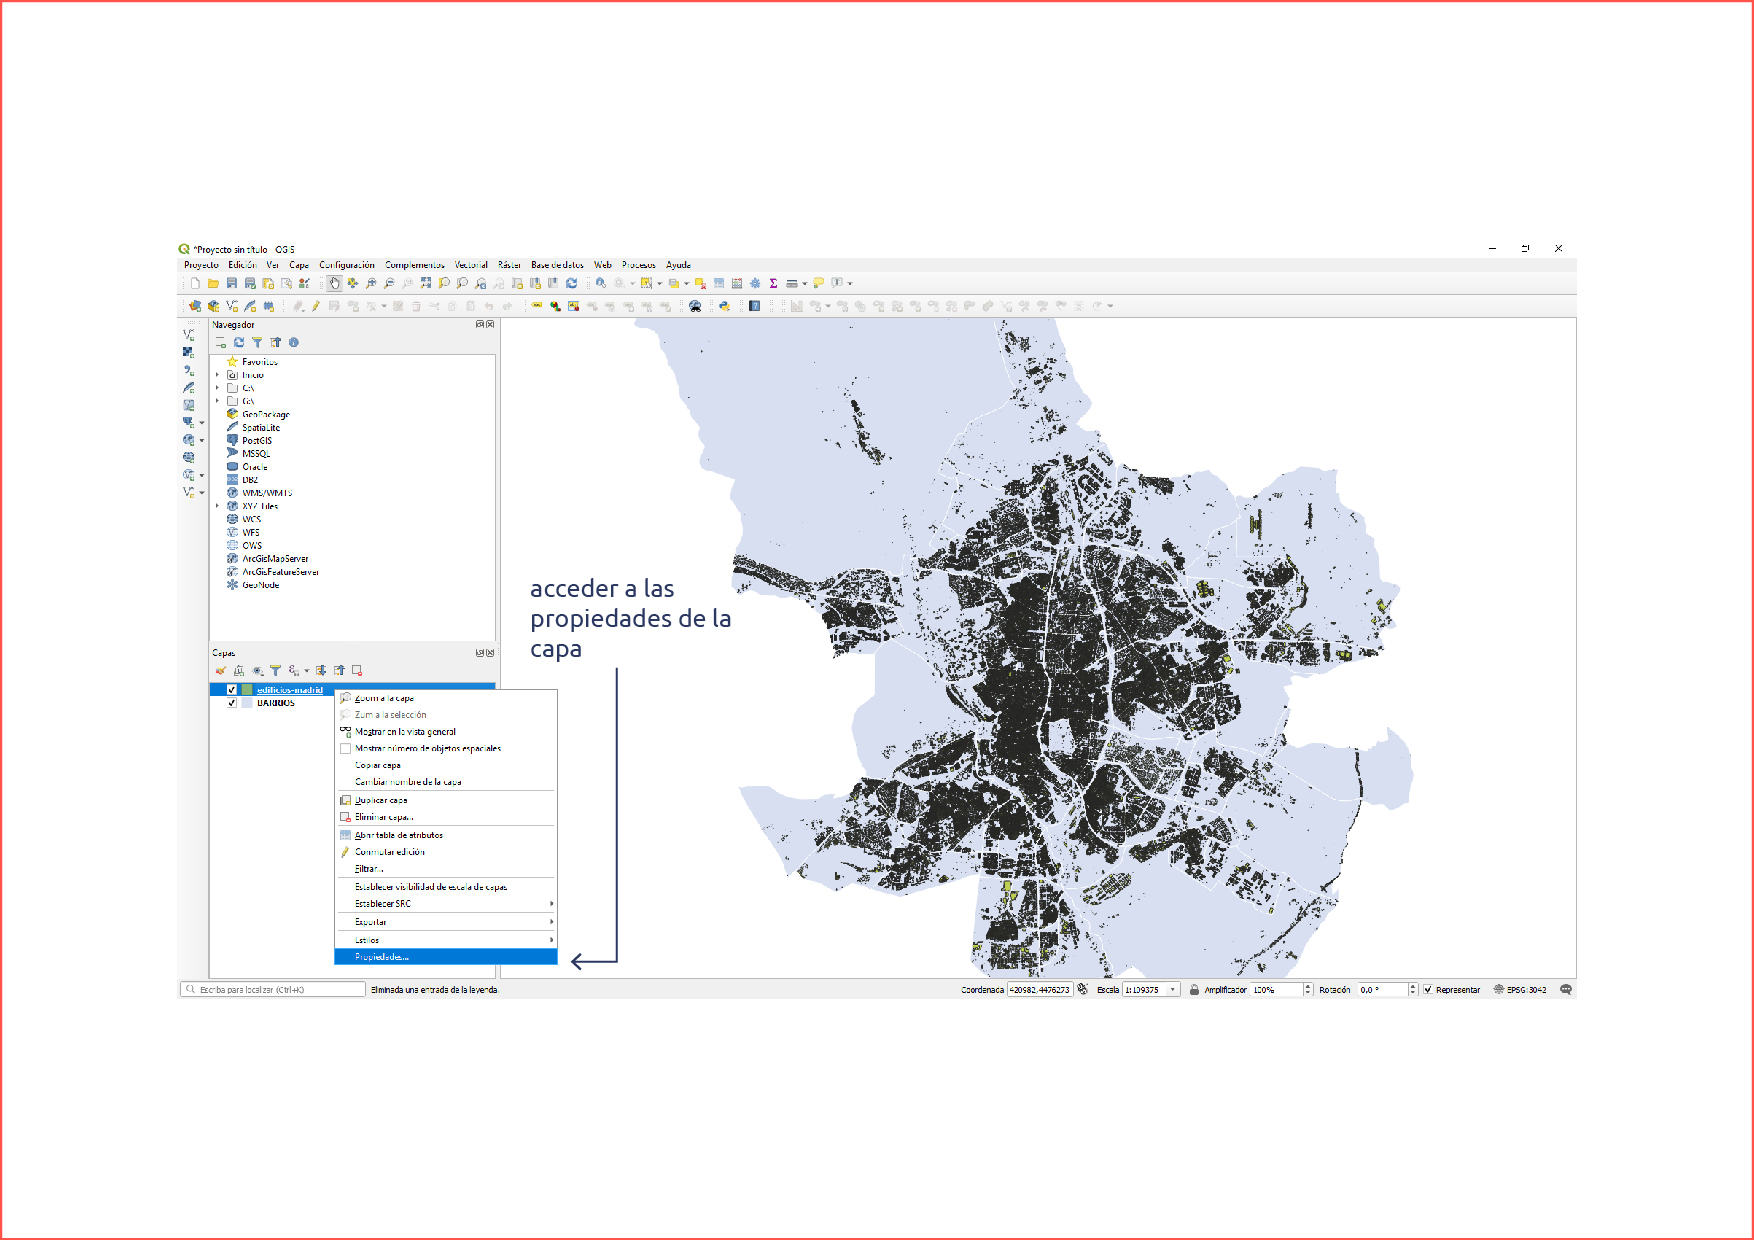 *Proyecto sin título - QGIS
Proyecto Edición Ver Capa Configuración Complementos Vectorial Ráster Base de datos Web Procesos Ayuda
Navegador
Favoritos
Inicio
C:\
G:\
GeoPackage
SpatiaLite
PostGIS
MSSQL
Oracle
DB2
WMS/WMTS
XYZ Tiles
WCS
WFS
OWS
ArcGisMapServer
ArcGisFeatureServer
GeoNode
acceder a las
propiedades de la
capa
Capas
edificios-madrid
BARRIOS
Zoom a la capa
Zum a la selección
Mostrar en la vista general
Mostrar número de objetos espaciales
Copiar capa
Cambiar nombre de la capa
Duplicar capa
Eliminar capa...
Abrir tabla de atributos
Conmutar edición
Filtrar...
Establecer visibilidad de escala de capas
Establecer SRC
Exportar
Estilos
Propiedades...
Escriba para localizar (Ctrl+K) Eliminada una entrada de la leyenda. Coordenada 420982,4476273 Escala 1:109375 Amplificador 100% Rotación 0,0 ° Representar EPSG:3042